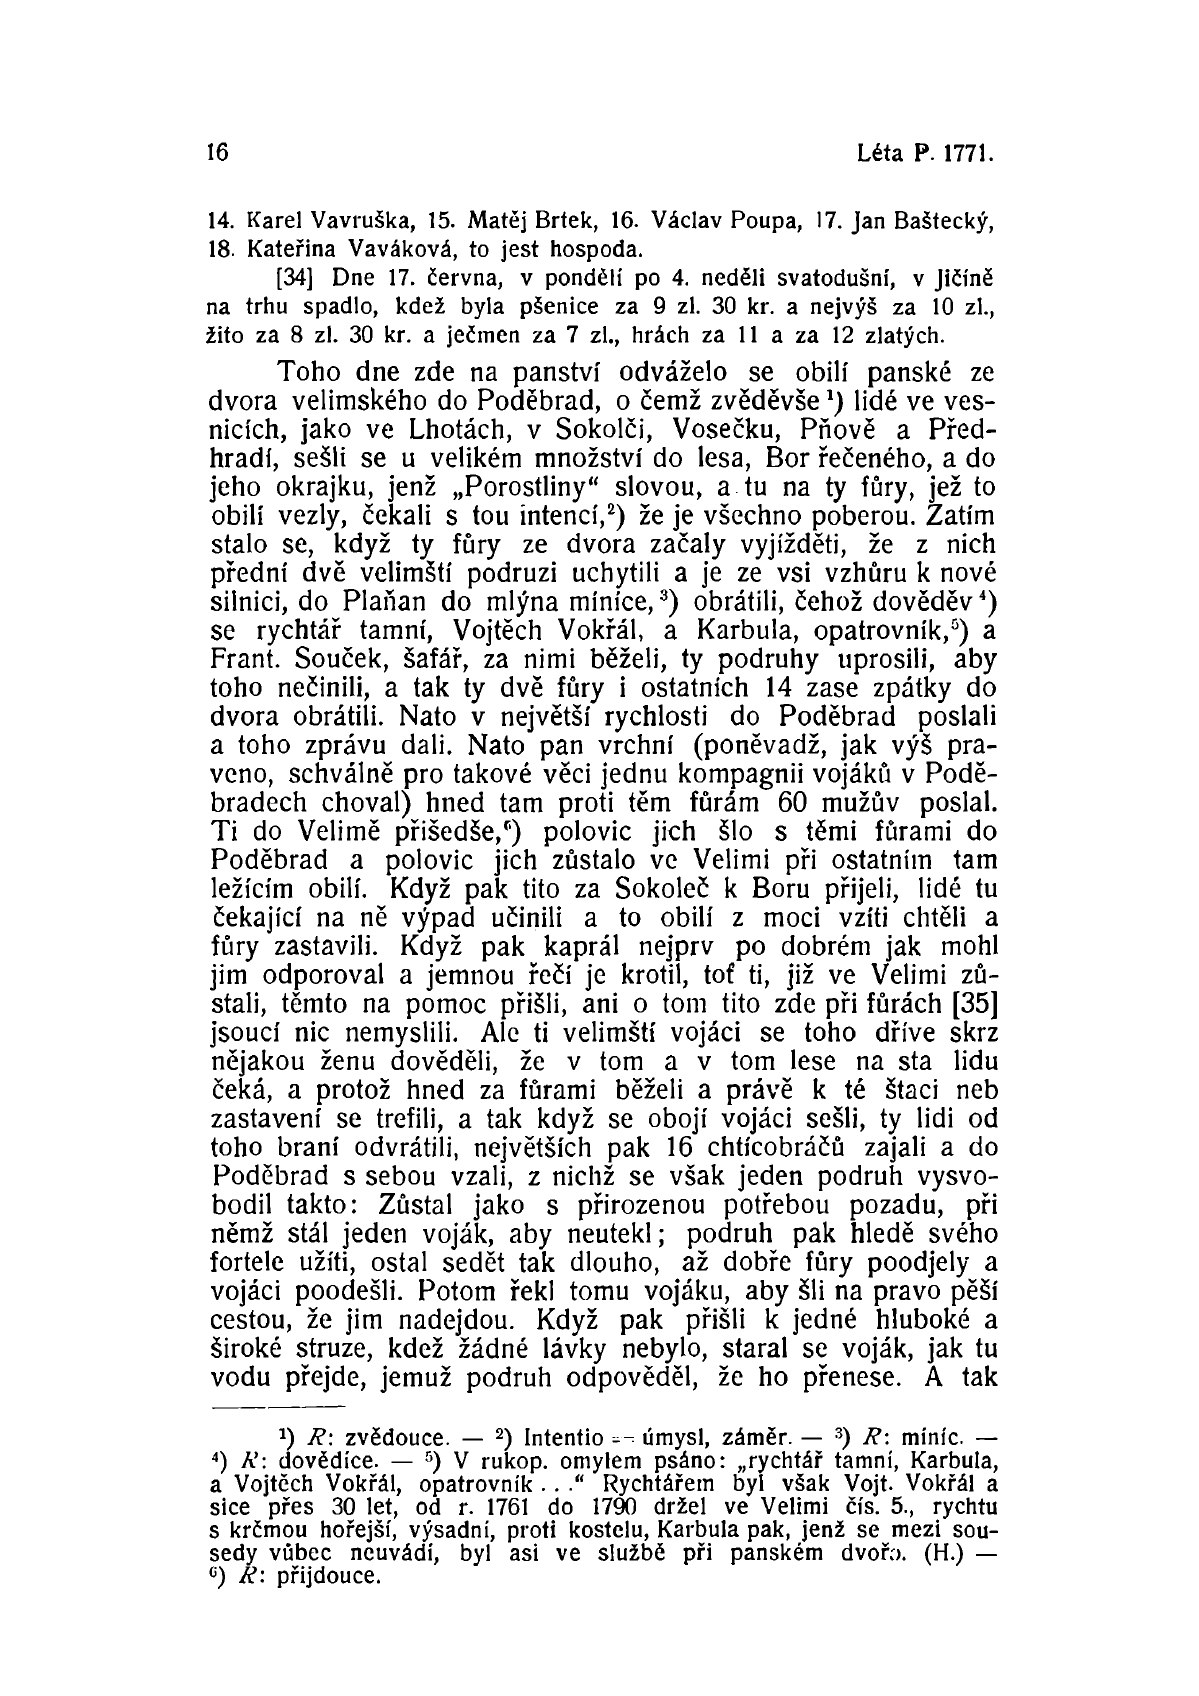 16 Léta P. 1771.
14. Karel Vavruška, 15. Matěj Brtek, 16. Václav Poupa, 17. Jan Baštecký,
18. Kateřina Vaváková, to jest hospoda.
[34] Dne 17. června, v pondělí po 4. neděli svatodušní, v Jičíně
na trhu spadlo, kdež byla pšenice za 9 zl. 30 kr. a nejvýš za 10 zl.,
žito za 8 zl. 30 kr. a ječmen za 7 zl., hrách za 11 a za 12 zlatých.
Toho dne zde na panství odváželo se obilí panské ze
dvora velimského do Poděbrad, o čemž zvěděvše ¹) lidé ve ves-
nicích, jako ve Lhotách, v Sokolči, Vosečku, Pňově a Před-
hradí, sešli se u velikém množství do lesa, Bor řečeného, a do
jeho okrajku, jenž „Porostliny“ slovou, a tu na ty fůry, jež to
obilí vezly, čekali s tou intencí,²) že je všechno poberou. Zatím
stalo se, když ty fůry ze dvora začaly vyjížděti, že z nich
přední dvě velimští podruzi uchytili a je ze vsi vzhůru k nové
silnici, do Plaňan do mlýna míníce, ³) obrátili, čehož dověděv ⁴)
se rychtář tamní, Vojtěch Vokřál, a Karbula, opatrovník,⁵) a
Frant. Souček, šafář, za nimi běželi, ty podruhy uprosili, aby
toho nečinili, a tak ty dvě fůry i ostatních 14 zase zpátky do
dvora obrátili. Nato v největší rychlosti do Poděbrad poslali
a toho zprávu dali. Nato pan vrchní (poněvadž, jak výš pra-
veno, schválně pro takové věci jednu kompagnii vojáků v Podě-
bradech choval) hned tam proti těm fůrám 60 mužův poslal.
Ti do Velimě přišedše,⁶) polovic jich šlo s těmi fůrami do
Poděbrad a polovic jich zůstalo ve Velimi při ostatním tam
ležícím obilí. Když pak tito za Sokoleč k Boru přijeli, lidé tu
čekající na ně výpad učinili a to obilí z moci vzíti chtěli a
fůry zastavili. Když pak kaprál nejprv po dobrém jak mohl
jim odporoval a jemnou řečí je krotil, toť ti, již ve Velimi zů-
stali, těmto na pomoc přišli, ani o tom tito zde při fůrách [35]
jsoucí nic nemyslili. Ale ti velimští vojáci se toho dříve skrz
nějakou ženu dověděli, že v tom a v tom lese na sta lidu
čeká, a protož hned za fůrami běželi a právě k té štaci neb
zastavení se trefili, a tak když se obojí vojáci sešli, ty lidi od
toho braní odvrátili, největších pak 16 chtícobráčů zajali a do
Poděbrad s sebou vzali, z nichž se však jeden podruh vysvo-
bodil takto: Zůstal jako s přirozenou potřebou pozadu, při
němž stál jeden voják, aby neutekl; podruh pak hledě svého
fortele užíti, ostal sedět tak dlouho, až dobře fůry poodjely a
vojáci poodešli. Potom řekl tomu vojáku, aby šli na pravo pěší
cestou, že jim nadejdou. Když pak přišli k jedné hluboké a
široké struze, kdež žádné lávky nebylo, staral se voják, jak tu
vodu přejde, jemuž podruh odpověděl, že ho přenese. A tak
¹) R: zvědouce. — ²) Intentio = úmysl, záměr. — ³) R: míníc. —
⁴) R: dovědíce. — ⁵) V rukop. omylem psáno: „rychtář tamní, Karbula,
a Vojtěch Vokřál, opatrovník . . .“ Rychtářem byl však Vojt. Vokřál a
sice přes 30 let, od r. 1761 do 1790 držel ve Velimi čís. 5., rychtu
s krčmou hořejší, výsadní, proti kostelu, Karbula pak, jenž se mezi sou-
sedy vůbec neuvádí, byl asi ve službě při panském dvoře. (H.) —
⁶) R: přijdouce.